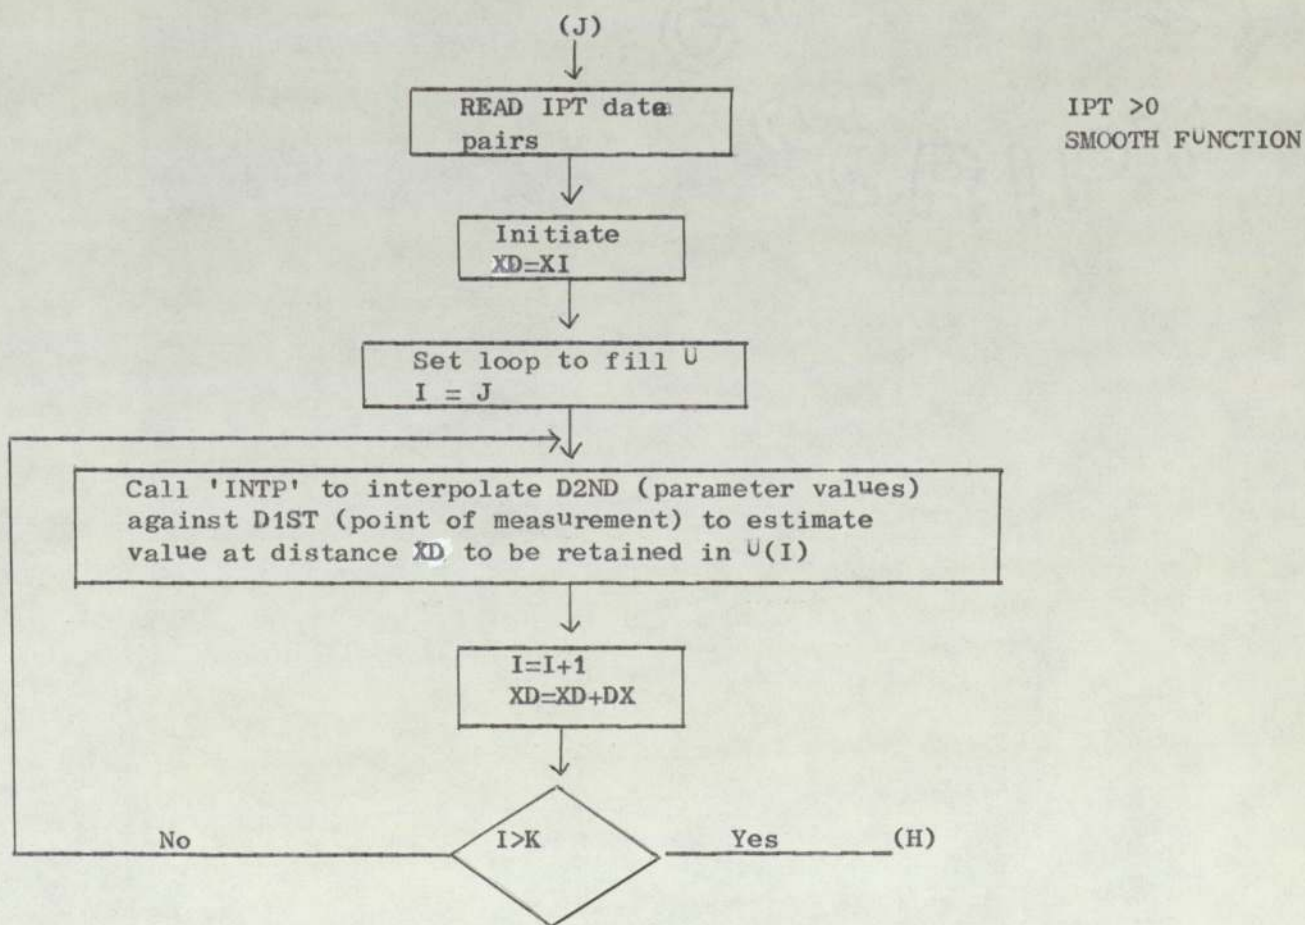 (J)
READ IPT data
pairs
IPT >0
SMOOTH FUNCTION
Initiate
XD=XI
Set loop to fill U
I = J
Call 'INTP' to interpolate D2ND (parameter values)
against D1ST (point of measurement) to estimate
value at distance XD to be retained in U(I)
I=I+1
XD=XD+DX
No
I>K
Yes
(H)